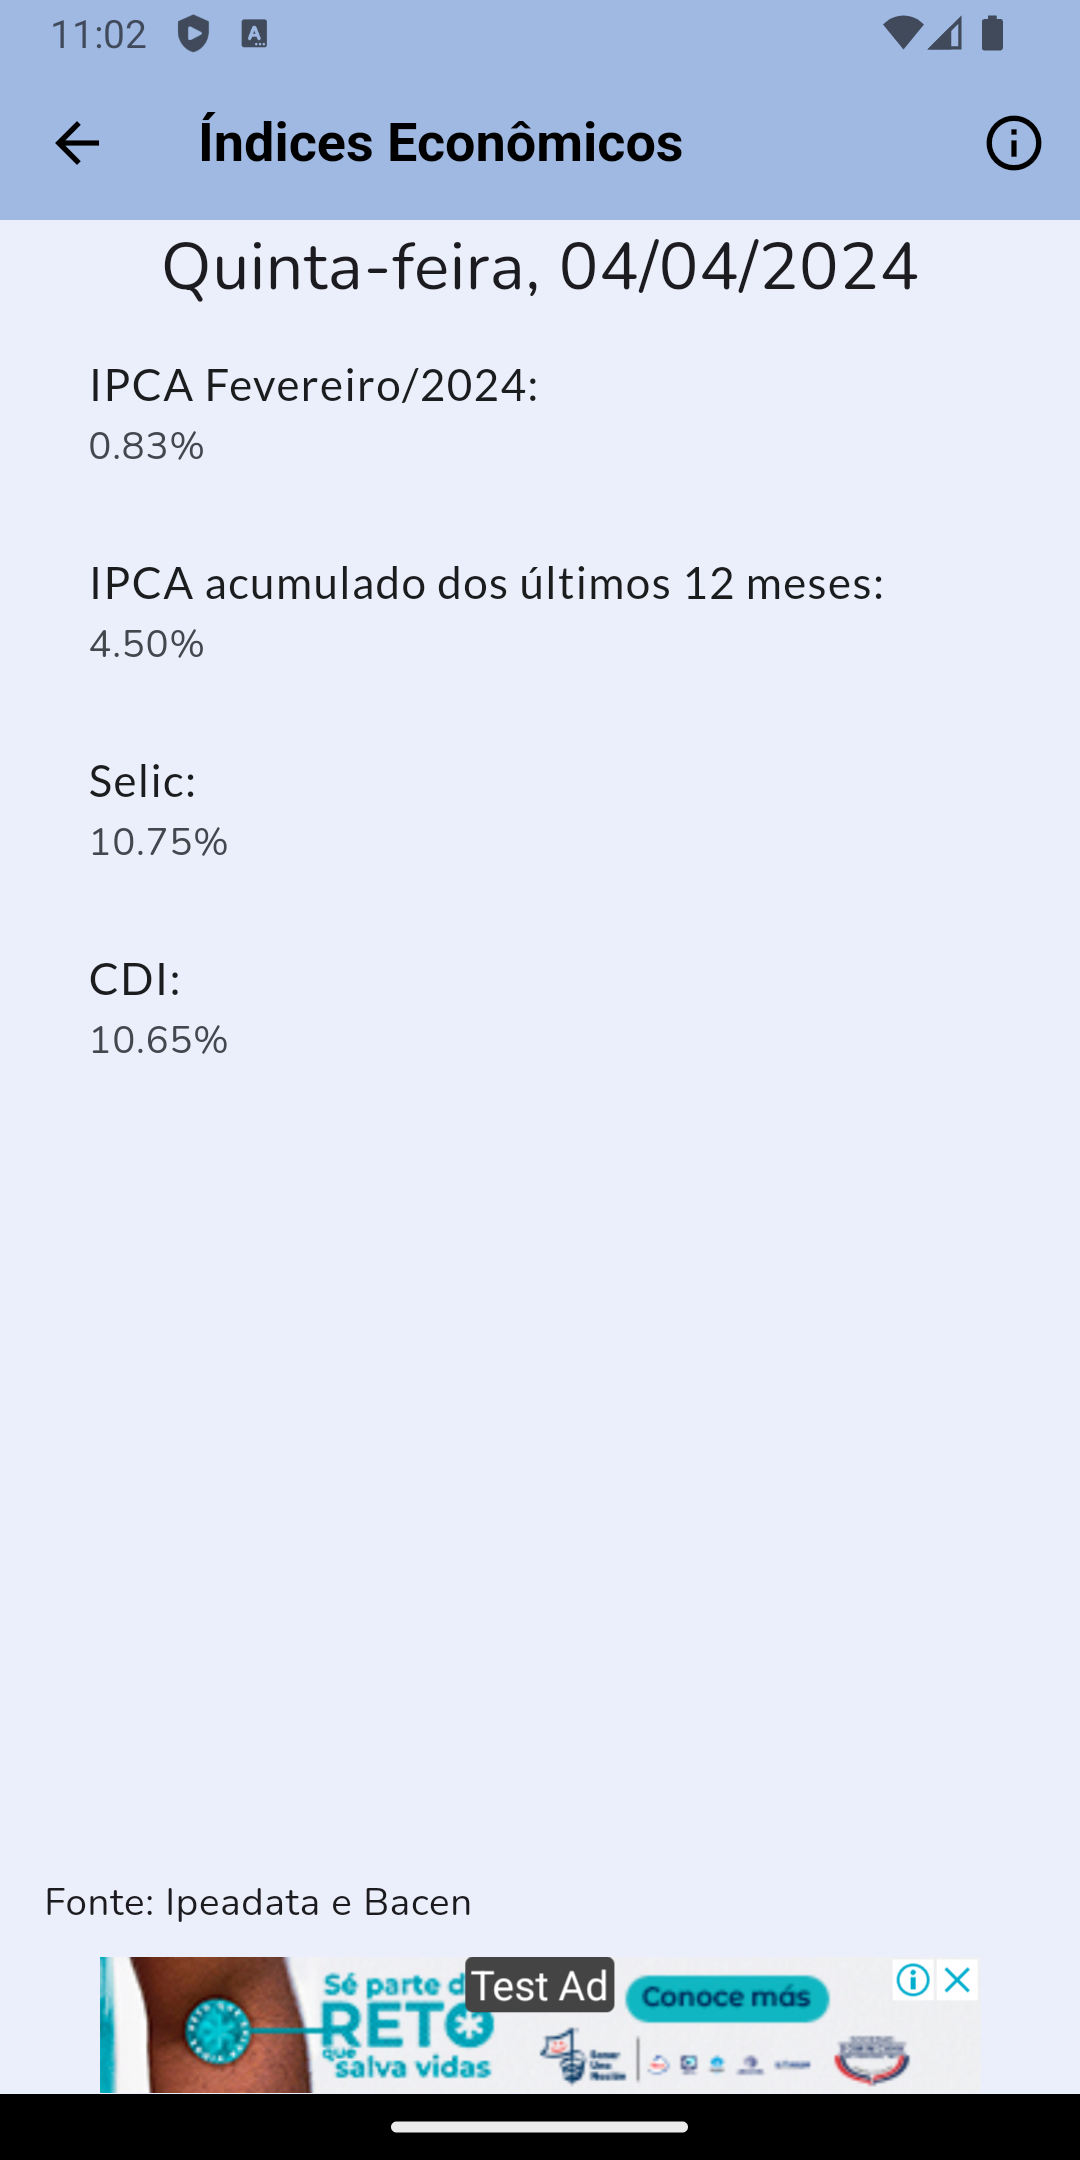 11:02
Índices Econômicos
Quinta-feira, 04/04/2024
IPCA Fevereiro/2024:
0.83%
IPCA acumulado dos últimos 12 meses:
4.50%
Selic:
10.75%
CDI:
10.65%
Fonte: Ipeadata e Bacen
Test Ad
Sé parte d
RETO
que
salva vidas
Conoce más